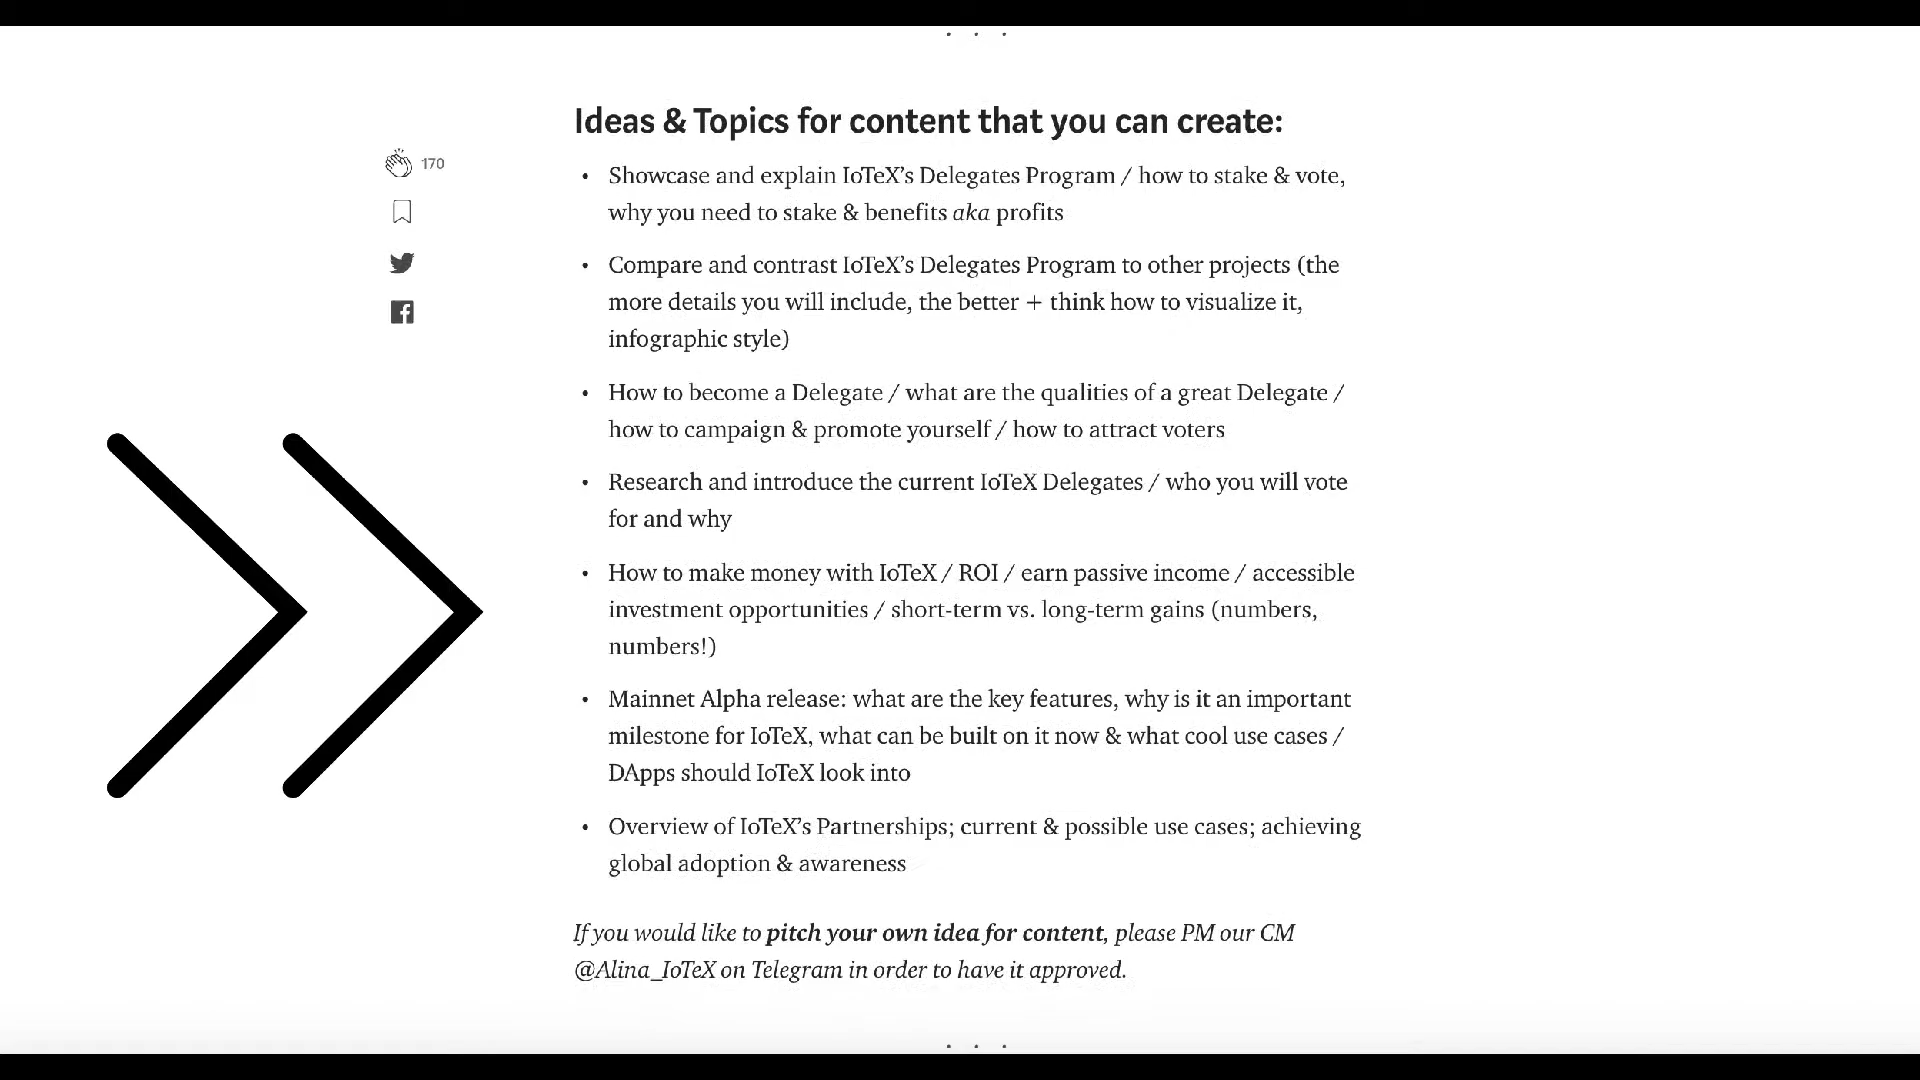 Ideas & Topics for content that you can create:
170
• Showcase and explain IoTeX’s Delegates Program / how to stake & vote,
why you need to stake & benefits aka profits
• Compare and contrast IoTeX’s Delegates Program to other projects (the
more details you will include, the better + think how to visualize it,
infographic style)
• How to become a Delegate / what are the qualities of a great Delegate /
how to campaign & promote yourself / how to attract voters
• Research and introduce the current IoTeX Delegates / who you will vote
for and why
• How to make money with IoTeX / ROI / earn passive income / accessible
investment opportunities / short-term vs. long-term gains (numbers,
numbers!)
• Mainnet Alpha release: what are the key features, why is it an important
milestone for IoTeX, what can be built on it now & what cool use cases /
DApps should IoTeX look into
• Overview of IoTeX’s Partnerships; current & possible use cases; achieving
global adoption & awareness
If you would like to pitch your own idea for content, please PM our CM
@Alina_IoTeX on Telegram in order to have it approved.